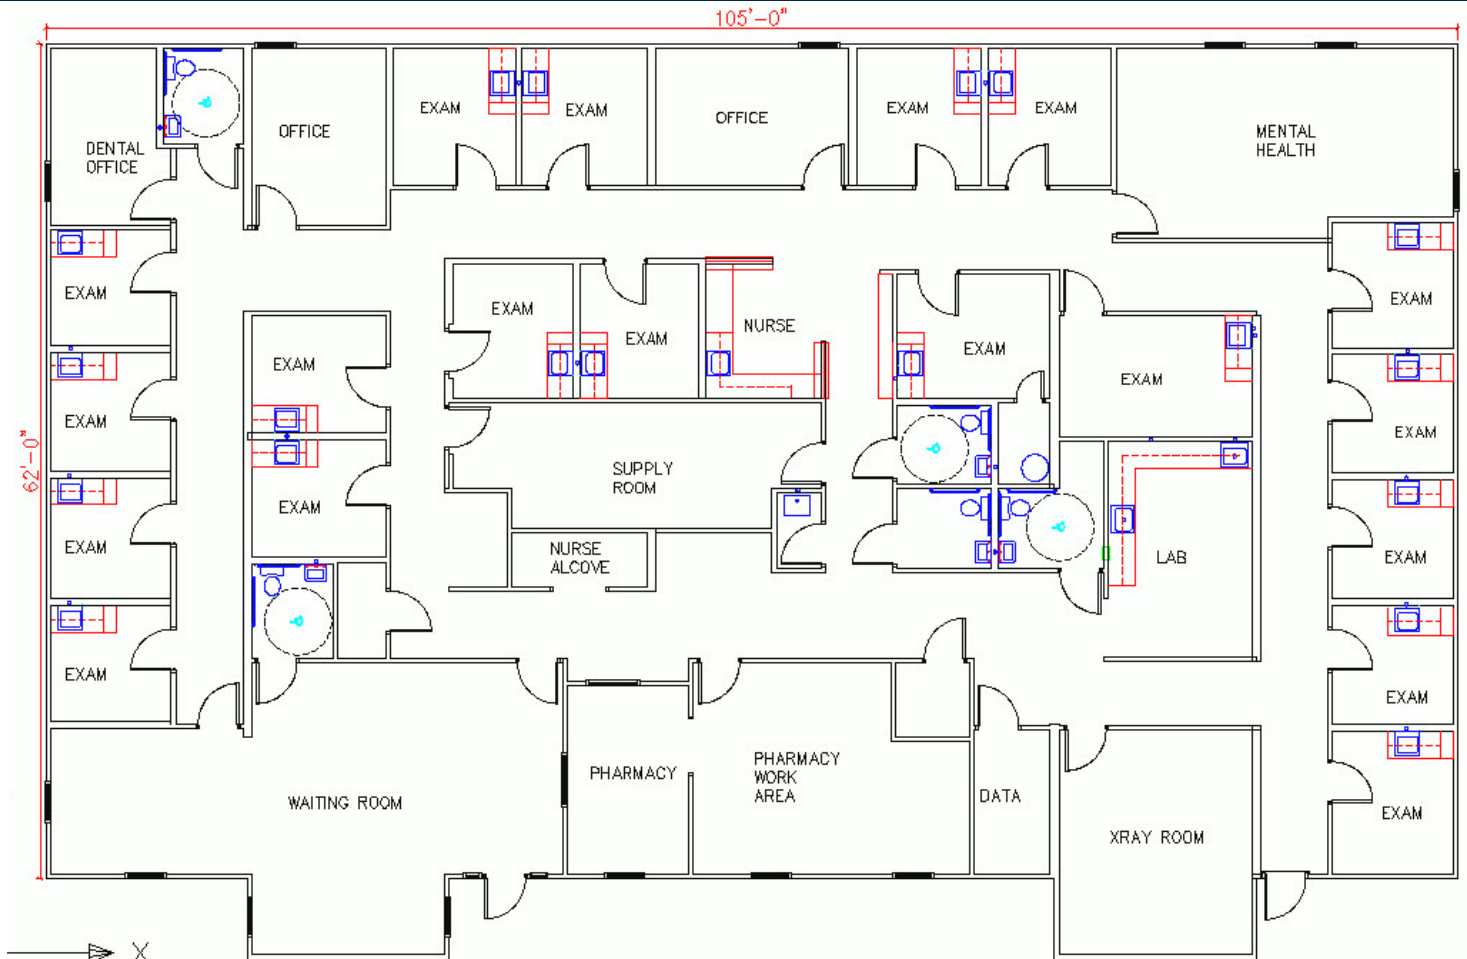 105'-0"
EXAM
EXAM
OFFICE
EXAM
EXAM
OFFICE
MENTAL
HEALTH
DENTAL
OFFICE
EXAM
EXAM
EXAM
NURSE
EXAM
EXAM
EXAM
EXAM
EXAM
EXAM
EXAM
62'-0"
SUPPLY
ROOM
EXAM
EXAM
NURSE
ALCOVE
LAB
EXAM
EXAM
EXAM
PHARMACY
PHARMACY
WORK
AREA
WAITING ROOM
DATA
XRAY ROOM
EXAM
X